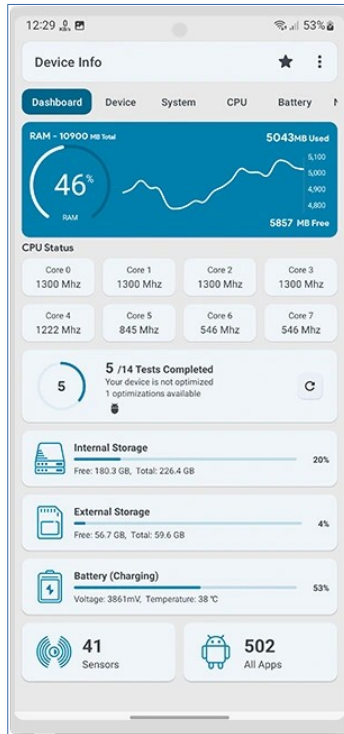 12:29 53%
Device Info
Dashboard Device System CPU Battery
RAM - 10900 MB Total 5043MB Used
5,100
5,000
46%
4,900
RAM
4,800
5857 MB Free
CPU Status
Core 0 Core 1 Core 2 Core 3
1300 Mhz 1300 Mhz 1300 Mhz 1300 Mhz
Core 4 Core 5 Core 6 Core 7
1222 Mhz 845 Mhz 546 Mhz 546 Mhz
5 /14 Tests Completed
5
Your device is not optimized
1 optimizations available
Internal Storage
20%
Free: 180.3 GB, Total: 226.4 GB
External Storage
4%
Free: 56.7 GB, Total: 59.6 GB
Battery (Charging)
53%
Voltage: 3861mV, Temperature: 38 °C
41 502
Sensors All Apps